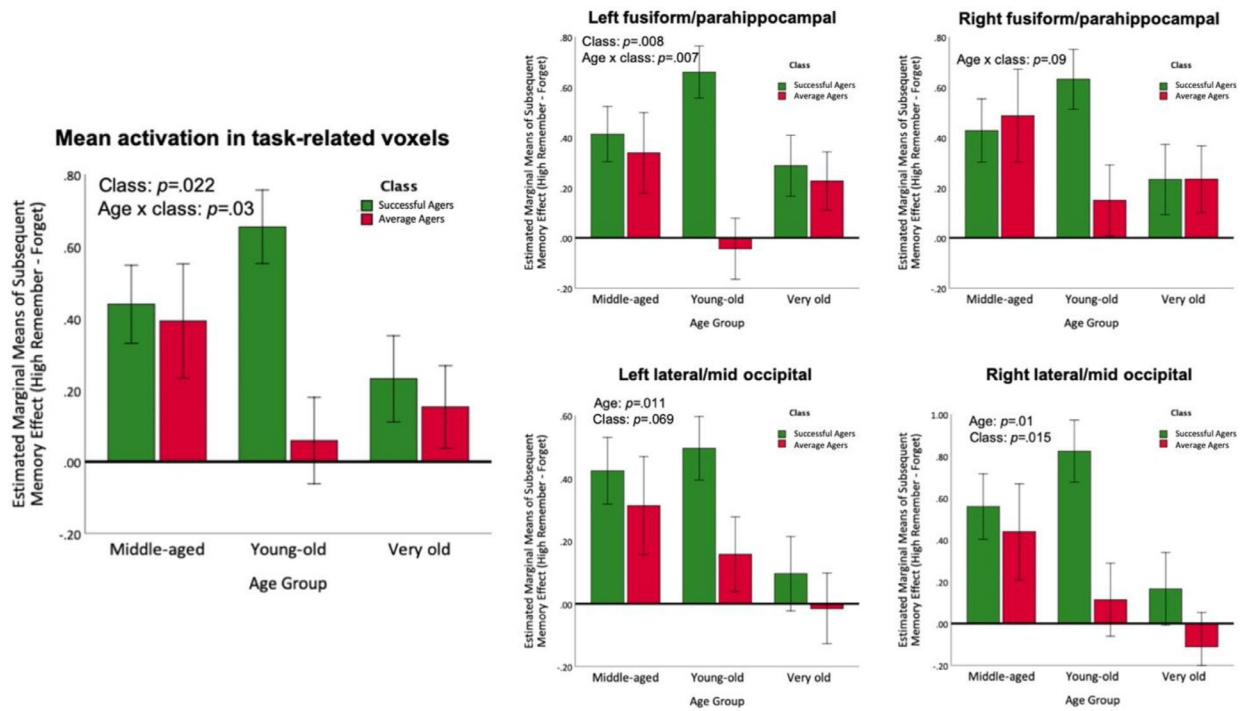 Mean activation in task-related voxels
Class: p=.022
Age x class: p=.03
Class
Successful Agers
Average Agers
Estimated Marginal Means of Subsequent
Memory Effect (High Remember - Forget)
.80
.60
.40
.20
.00
-.20
Middle-aged Young-old Very old
Age Group
Left fusiform/parahippocampal
Class: p=.008
Age x class: p=.007
Class
Successful Agers
Average Agers
Estimated Marginal Means of Subsequent
Memory Effect (High Remember - Forget)
.80
.60
.40
.20
.00
-.20
Middle-aged Young-old Very old
Age Group
Right fusiform/parahippocampal
Age x class: p=.09
Class
Successful Agers
Average Agers
Estimated Marginal Means of Subsequent
Memory Effect (High Remember - Forget)
.80
.60
.40
.20
.00
-.20
Middle-aged Young-old Very old
Age Group
Left lateral/mid occipital
Age: p=.011
Class: p=.069
Class
Successful Agers
Average Agers
Estimated Marginal Means of Subsequent
Memory Effect (High Remember - Forget)
.60
.40
.20
.00
-.20
Middle-aged Young-old Very old
Age Group
Right lateral/mid occipital
Age: p=.01
Class: p=.015
Class
Successful Agers
Average Agers
Estimated Marginal Means of Subsequent
Memory Effect (High Remember - Forget)
1.00
.80
.60
.40
.20
.00
-.20
Middle-aged Young-old Very old
Age Group